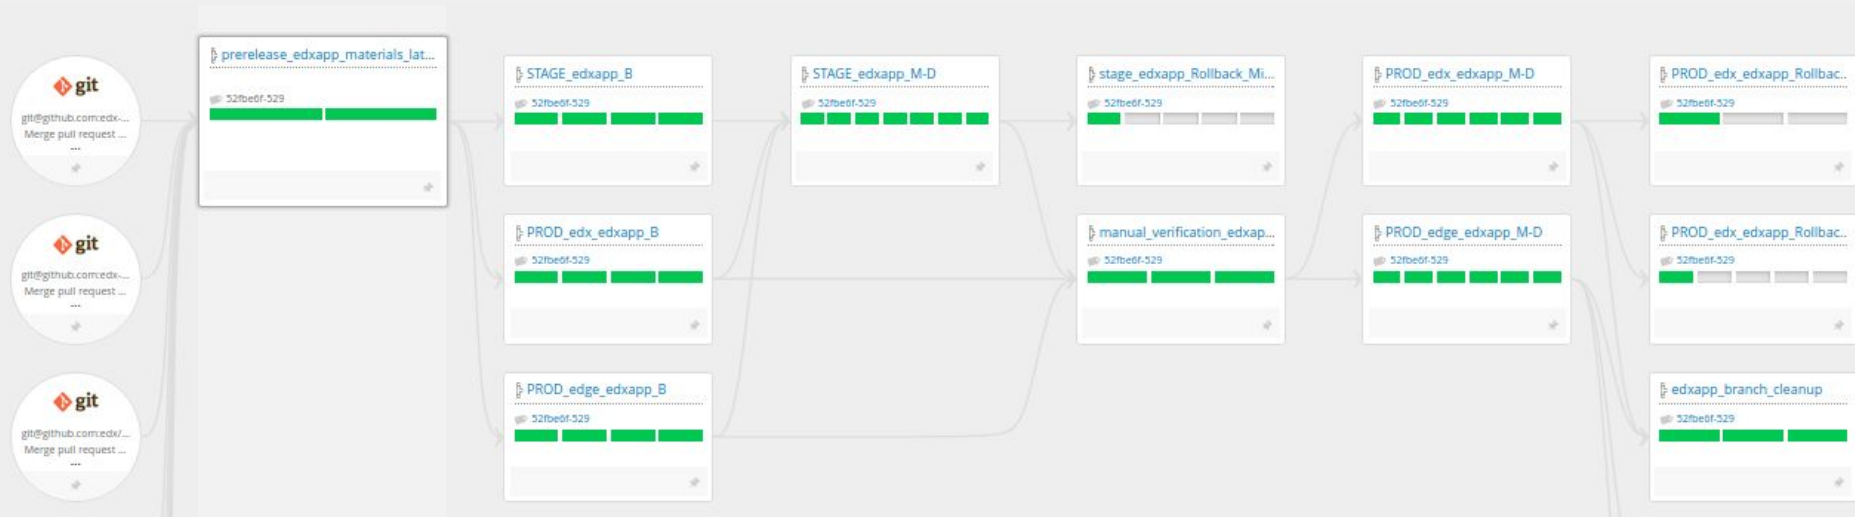 git
git@github.com:edx-...
Merge pull request ...
...
git
git@github.com:edx-...
Merge pull request ...
...
git
git@github.com:edx/...
Merge pull request ...
...
prerelease_edxapp_materials_lat...
52fbe6f-529
STAGE_edxapp_B
52fbe6f-529
PROD_edx_edxapp_B
52fbe6f-529
PROD_edge_edxapp_B
52fbe6f-529
STAGE_edxapp_M-D
52fbe6f-529
stage_edxapp_Rollback_Mi...
52fbe6f-529
manual_verification_edxap...
52fbe6f-529
PROD_edx_edxapp_M-D
52fbe6f-529
PROD_edge_edxapp_M-D
52fbe6f-529
PROD_edx_edxapp_Rollbac..
52fbe6f-529
PROD_edx_edxapp_Rollbac..
52fbe6f-529
edxapp_branch_cleanup
52fbe6f-529